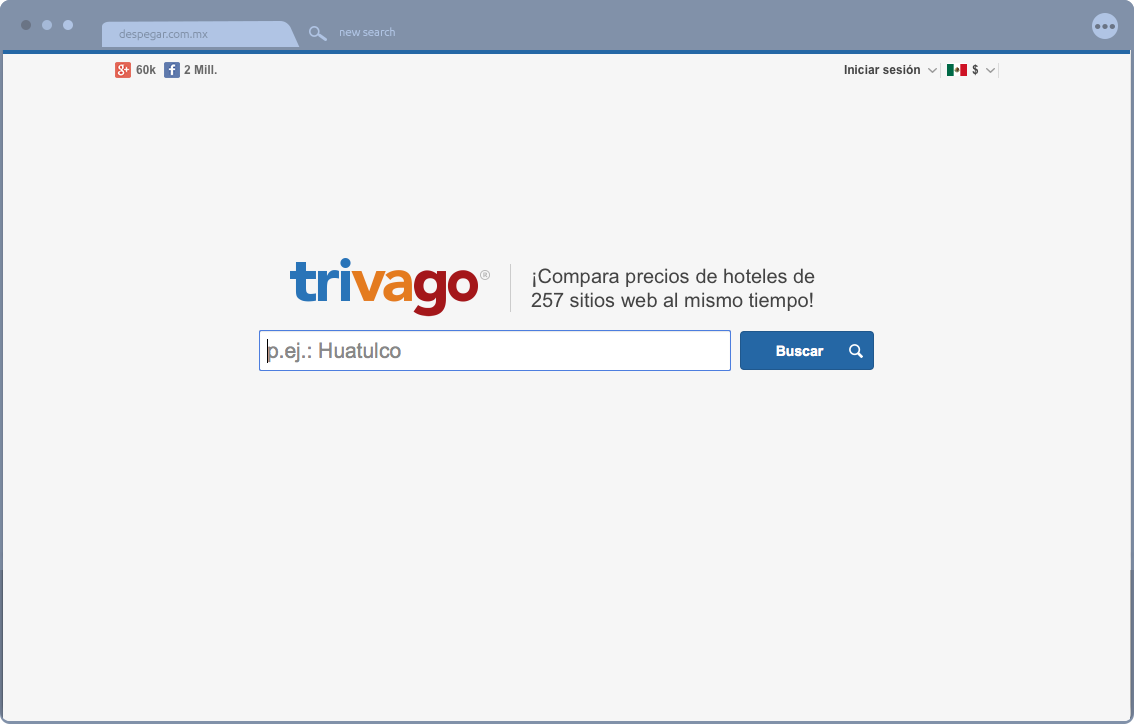 despegar.com.mx
new search
60k
2 Mill.
Iniciar sesión
$
trivago®
¡Compara precios de hoteles de
257 sitios web al mismo tiempo!
p.ej.: Huatulco
Buscar